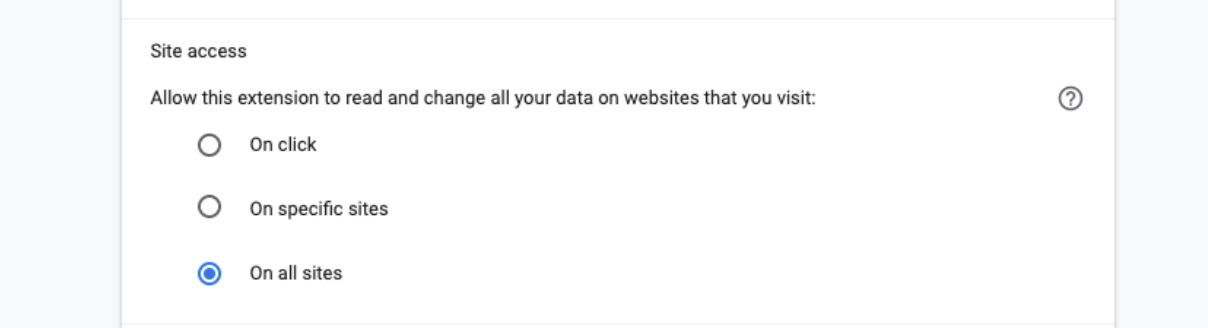 Site access
Allow this extension to read and change all your data on websites that you visit:
On click
On specific sites
On all sites